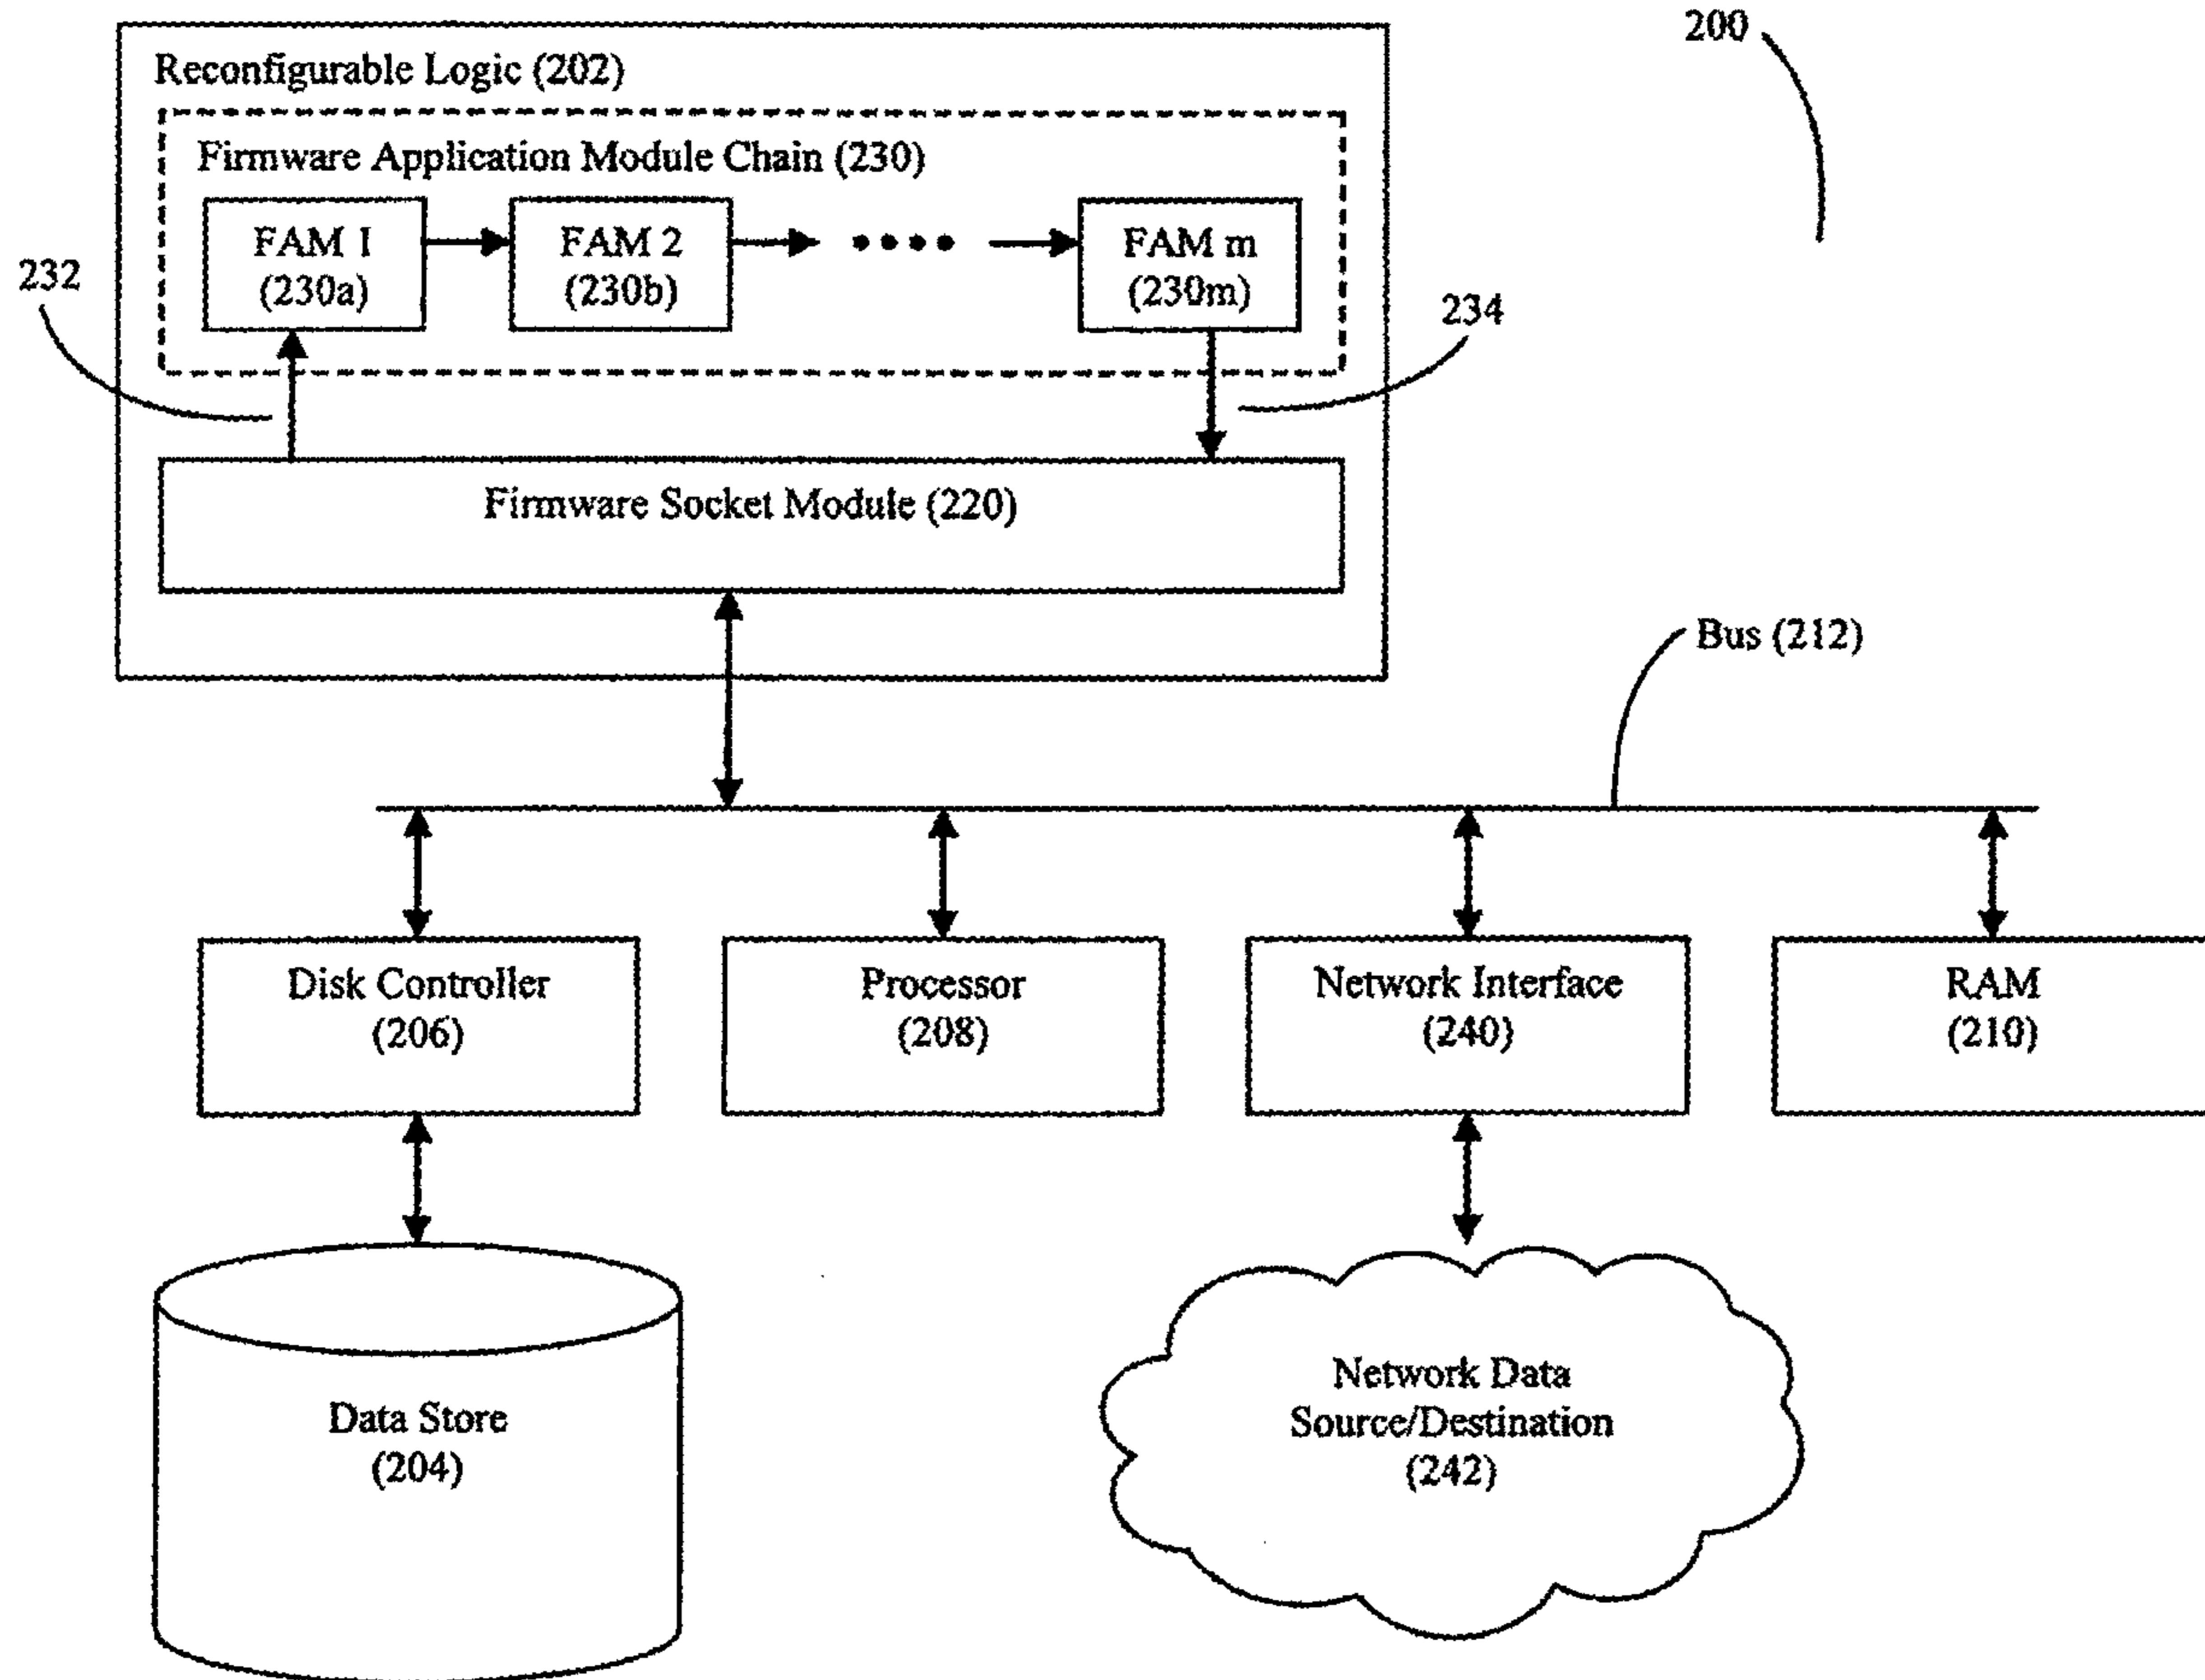 200
Reconfigurable Logic (202)
Firmware Application Module Chain (230)
FAM 1
(230a)
FAM 2
(230b)
FAM m
(230m)
232
234
Firmware Socket Module (220)
Bus (212)
Disk Controller
(206)
Processor
(208)
Network Interface
(240)
RAM
(210)
Data Store
(204)
Network Data
Source/Destination
(242)